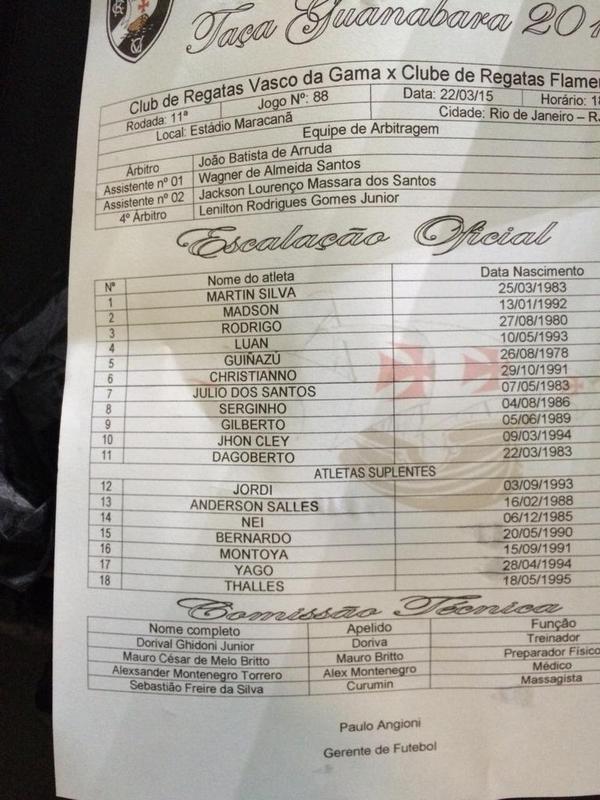 Taça Guanabara 201
Club de Regatas Vasco da Gama x Clube de Regatas Flame
Rodada: 11ª Jogo Nº: 88 Data: 22/03/15 Horário: 18
Local: Estádio Maracanã Cidade: Rio de Janeiro – R
Equipe de Arbitragem
Árbitro João Batista de Arruda
Assistente nº 01 Wagner de Almeida Santos
Assistente nº 02 Jackson Lourenço Massara dos Santos
4º Árbitro Lenilton Rodrigues Gomes Junior
Escalação Oficial
Nº Nome do atleta Data Nascimento
1 MARTIN SILVA 25/03/1983
2 MADSON 13/01/1992
3 RODRIGO 27/08/1980
4 LUAN 10/05/1993
5 GUIÑAZÚ 26/08/1978
6 CHRISTIANNO 29/10/1991
7 JULIO DOS SANTOS 07/05/1983
8 SERGINHO 04/08/1986
9 GILBERTO 05/06/1989
10 JHON CLEY 09/03/1994
11 DAGOBERTO 22/03/1983
ATLETAS SUPLENTES
12 JORDI 03/09/1993
13 ANDERSON SALLES 16/02/1988
14 NEI 06/12/1985
15 BERNARDO 20/05/1990
16 MONTOYA 15/09/1991
17 YAGO 28/04/1994
18 THALLES 18/05/1995
Comissão Técnica
Nome completo Apelido Função
Dorival Ghidoni Junior Doriva Treinador
Mauro César de Melo Britto Mauro Britto Preparador Físico
Alexsander Montenegro Torrero Alex Montenegro Médico
Sebastião Freire da Silva Curumin Massagista
Paulo Angioni
Gerente de Futebol